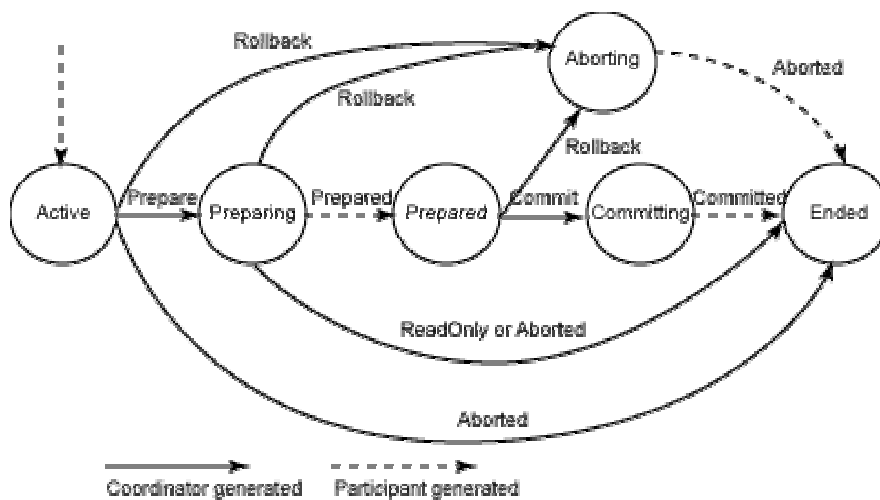 Rollback
Aborting
Aborted
Rollback
Rollback
Active
Prepare
Preparing
Prepared
Prepared
Commit
Committing
Committed
Ended
ReadOnly or Aborted
Aborted
Coordinator generated
Participant generated